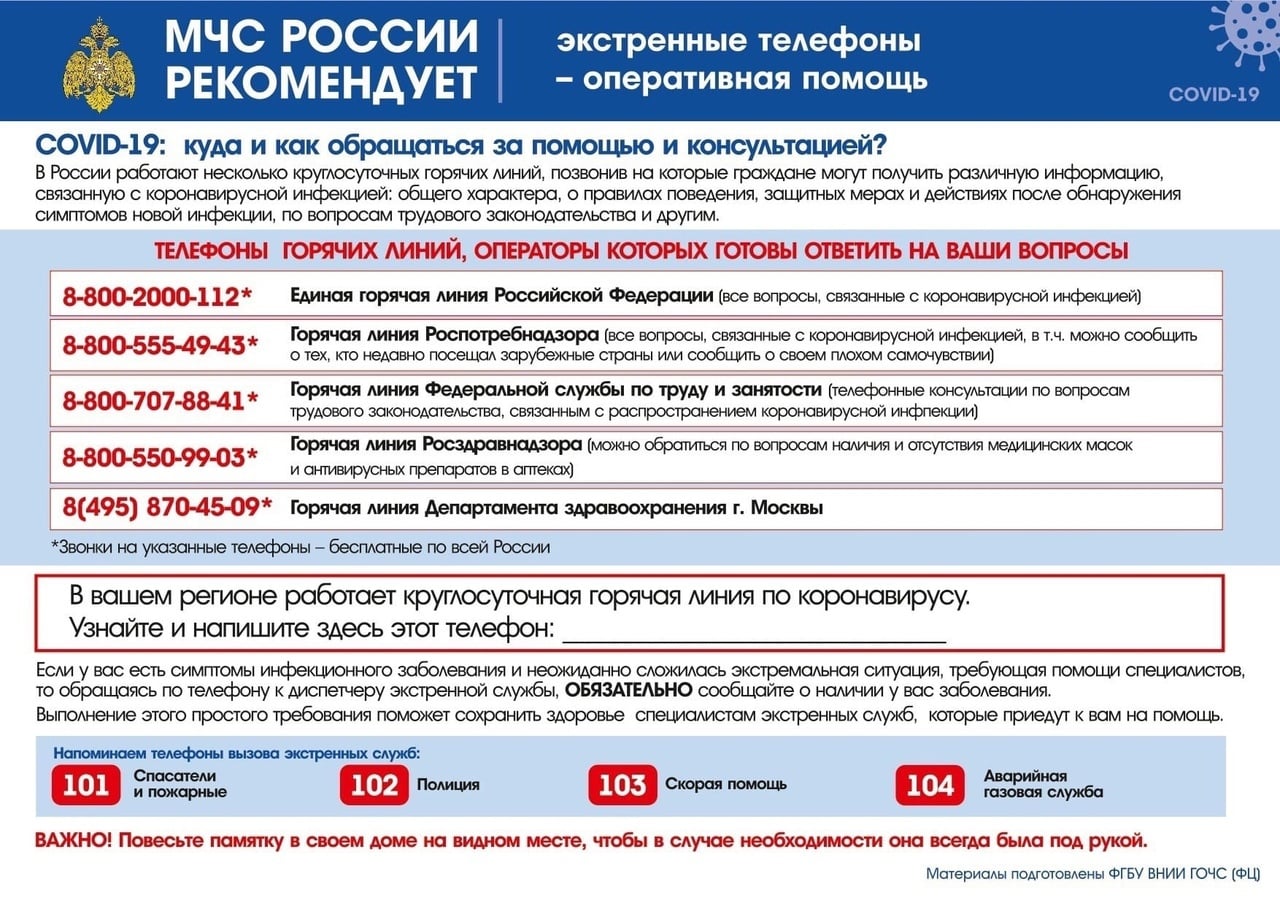 МЧС РОССИИ
РЕКОМЕНДУЕТ
экстренные телефоны
– оперативная помощь
COVID-19
COVID-19: куда и как обращаться за помощью и консультацией?
В России работают несколько круглосуточных горячих линий, позвонив на которые граждане могут получить различную информацию,
связанную с коронавирусной инфекцией: общего характера, о правилах поведения, защитных мерах и действиях после обнаружения
симптомов новой инфекции, по вопросам трудового законодательства и другим.
ТЕЛЕФОНЫ ГОРЯЧИХ ЛИНИЙ, ОПЕРАТОРЫ КОТОРЫХ ГОТОВЫ ОТВЕТИТЬ НА ВАШИ ВОПРОСЫ
8-800-2000-112* Единая горячая линия Российской Федерации (все вопросы, связанные с коронавирусной инфекцией)
8-800-555-49-43* Горячая линия Роспотребнадзора (все вопросы, связанные с коронавирусной инфекцией, в т.ч. можно сообщить
о тех, кто недавно посещал зарубежные страны или сообщить о своем плохом самочувствии)
8-800-707-88-41* Горячая линия Федеральной службы по труду и занятости (телефонные консультации по вопросам
трудового законодательства, связанным с распространением коронавирусной инфпекции)
8-800-550-99-03* Горячая линия Росздравнадзора (можно обратиться по вопросам наличия и отсутствия медицинских масок
и антивирусных препаратов в аптеках)
8(495) 870-45-09* Горячая линия Департамента здравоохранения г. Москвы
*Звонки на указанные телефоны – бесплатные по всей России
В вашем регионе работает круглосуточная горячая линия по коронавирусу.
Узнайте и напишите здесь этот телефон: ____________________________
Если у вас есть симптомы инфекционного заболевания и неожиданно сложилась экстремальная ситуация, требующая помощи специалистов,
то обращаясь по телефону к диспетчеру экстренной службы, ОБЯЗАТЕЛЬНО сообщайте о наличии у вас заболевания.
Выполнение этого простого требования поможет сохранить здоровье специалистам экстренных служб, которые приедут к вам на помощь.
Напоминаем телефоны вызова экстренных служб:
101 Спасатели
и пожарные
102 Полиция
103 Скорая помощь
104 Аварийная
газовая служба
ВАЖНО! Повесьте памятку в своем доме на видном месте, чтобы в случае необходимости она всегда была под рукой.
Материалы подготовлены ФГБУ ВНИИ ГОЧС (ФЦ)